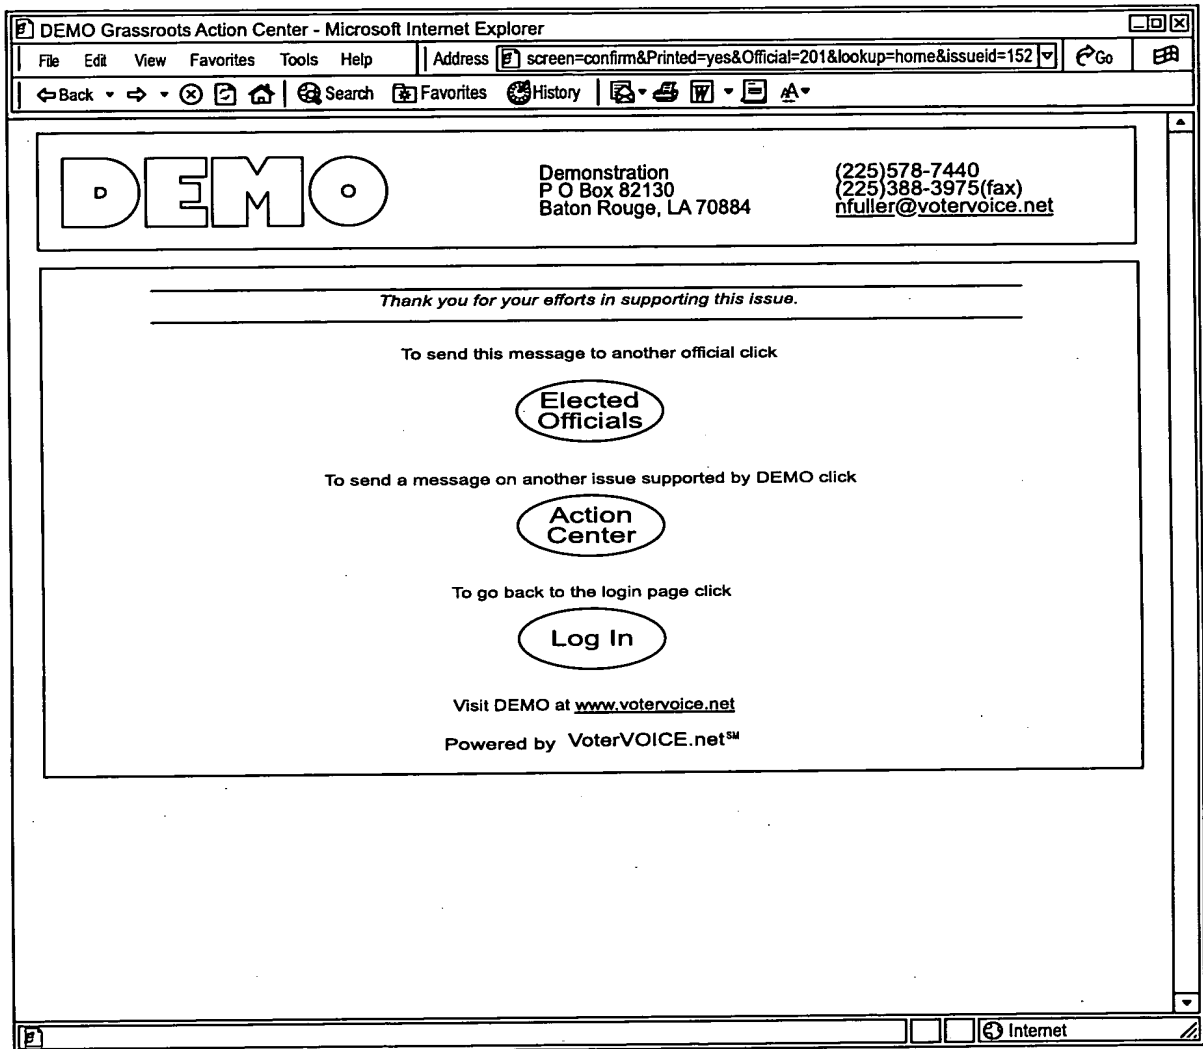 DEMO Grassroots Action Center - Microsoft Internet Explorer
File Edit View Favorites Tools Help Address screen=confirm&Printed=yes&Official=201&lookup=home&issueid=152 Go
Back Search Favorites History
DEMO
Demonstration
P O Box 82130
Baton Rouge, LA 70884
(225)578-7440
(225)388-3975(fax)
nfuller@votervoice.net
Thank you for your efforts in supporting this issue.
To send this message to another official click
Elected
Officials
To send a message on another issue supported by DEMO click
Action
Center
To go back to the login page click
Log In
Visit DEMO at www.votervoice.net
Powered by VoterVOICE.net℠
Internet